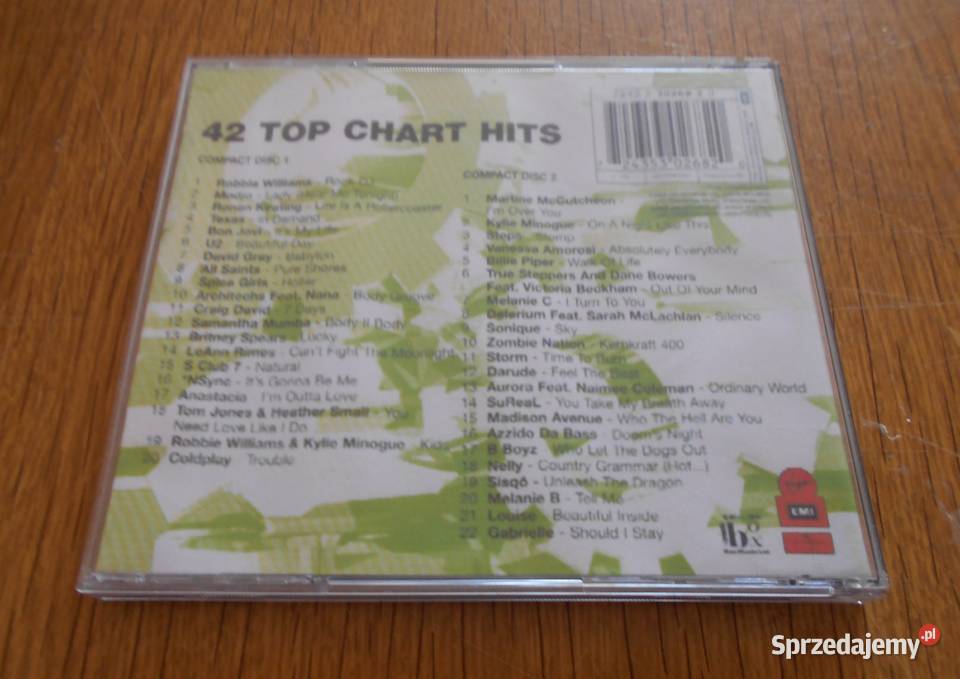 42 TOP CHART HITS
COMPACT DISC 1
1 Robbie Williams - Rock DJ
2 Modjo - Lady (Hear Me Tonight)
3 Ronan Keating - Life Is A Rollercoaster
4 Texas - In Demand
5 Bon Jovi - It's My Life
6 U2 - Beautiful Day
7 David Gray - Babylon
8 All Saints - Pure Shores
9 Spice Girls - Holler
10 Architechs Feat. Nana - Body Groove
11 Craig David - 7 Days
12 Samantha Mumba - Body II Body
13 Britney Spears - Lucky
14 LeAnn Rimes - Can't Fight The Moonlight
15 S Club 7 - Natural
16 *NSync - It's Gonna Be Me
17 Anastacia - I'm Outta Love
18 Tom Jones & Heather Small - You
Need Love Like I Do
19 Robbie Williams & Kylie Minogue - Kids
20 Coldplay - Trouble
COMPACT DISC 2
1 Martine McCutcheon -
I'm Over You
2 Kylie Minogue - On A Night Like This
3 Steps - Stomp
4 Vanessa Amorosi - Absolutely Everybody
5 Billie Piper - Walk Of Life
6 True Steppers And Dane Bowers
Feat. Victoria Beckham - Out Of Your Mind
Melanie C - I Turn To You
8 Delerium Feat. Sarah McLachlan - Silence
9 Sonique - Sky
10 Zombie Nation - Kernkraft 400
11 Storm - Time To Burn
12 Darude - Feel The Beat
13 Aurora Feat. Naimee Coleman - Ordinary World
14 SuReaL - You Take My Breath Away
15 Madison Avenue - Who The Hell Are You
16 Azzido Da Bass - Doom's Night
17 B Boyz - Who Let The Dogs Out
18 Nelly - Country Grammar (Hot...)
19 Sisqó - Unleash The Dragon
20 Melanie B - Tell Me
21 Louise - Beautiful Inside
22 Gabrielle - Should I Stay
7 24353 02682 0
Virgin
EMI
box
Sprzedajemy.pl